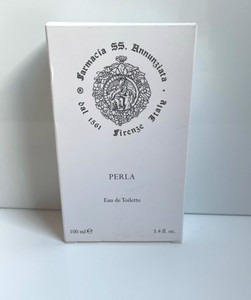 ® Farmacia SS. Annunziata •
dal 1561 Firenze Italy
PERLA
Eau de Toilette
100 ml ℮
3.4 fl. oz.